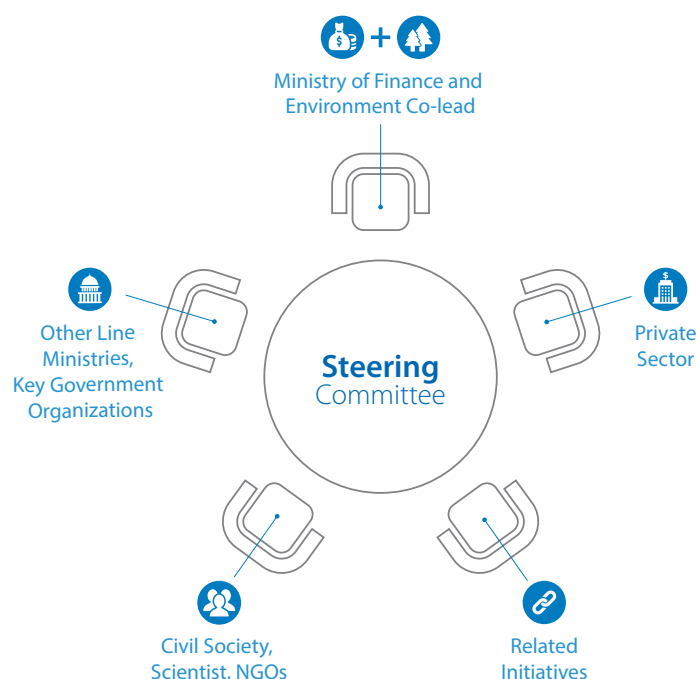 Ministry of Finance and
Environment Co-lead
Other Line
Ministries,
Key Government
Organizations
Private
Sector
Steering
Committee
Civil Society,
Scientist. NGOs
Related
Initiatives